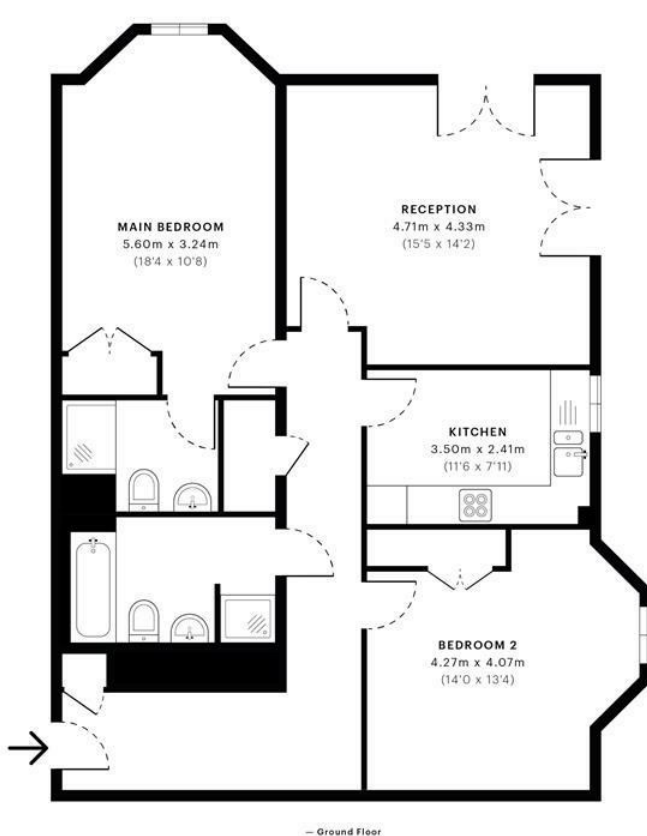 RECEPTION
4.71m x 4.33m
(15'5 x 14'2)
MAIN BEDROOM
5.60m x 3.24m
(18'4 x 10'8)
KITCHEN
3.50m x 2.41m
(11'6 x 7'11)
BEDROOM 2
4.27m x 4.07m
(14'0 x 13'4)
— Ground Floor